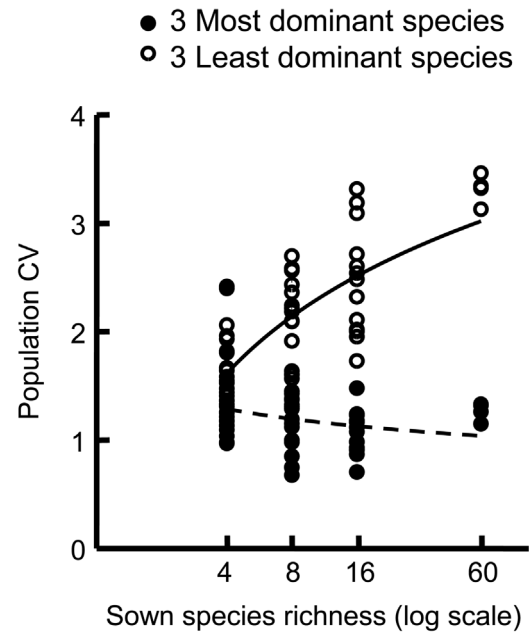 3 Most dominant species
3 Least dominant species
4
3
2
1
0
Population CV
4 8 16 60
Sown species richness (log scale)